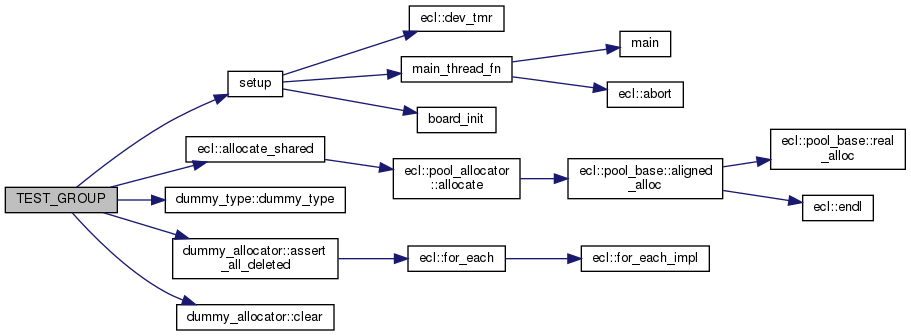 ecl::dev_tmr
main
main_thread_fn
setup
ecl::abort
board_init
ecl::pool_base::real
_alloc
ecl::allocate_shared
ecl::pool_allocator
::allocate
ecl::pool_base::aligned
_alloc
TEST_GROUP
dummy_type::dummy_type
ecl::endl
dummy_allocator::assert
_all_deleted
ecl::for_each
ecl::for_each_impl
dummy_allocator::clear